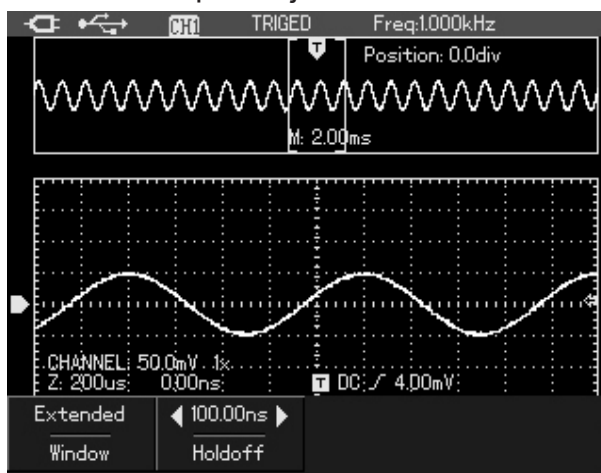 CH1 TRIGED Freq:1.000kHz
T
Position: 0.0div
M: 2.00ms
CHANNEL: 50.0mV 1x
Z: 200us 0.00ns T DC 4.00mV
Extended 100.00ns
Window Holdoff